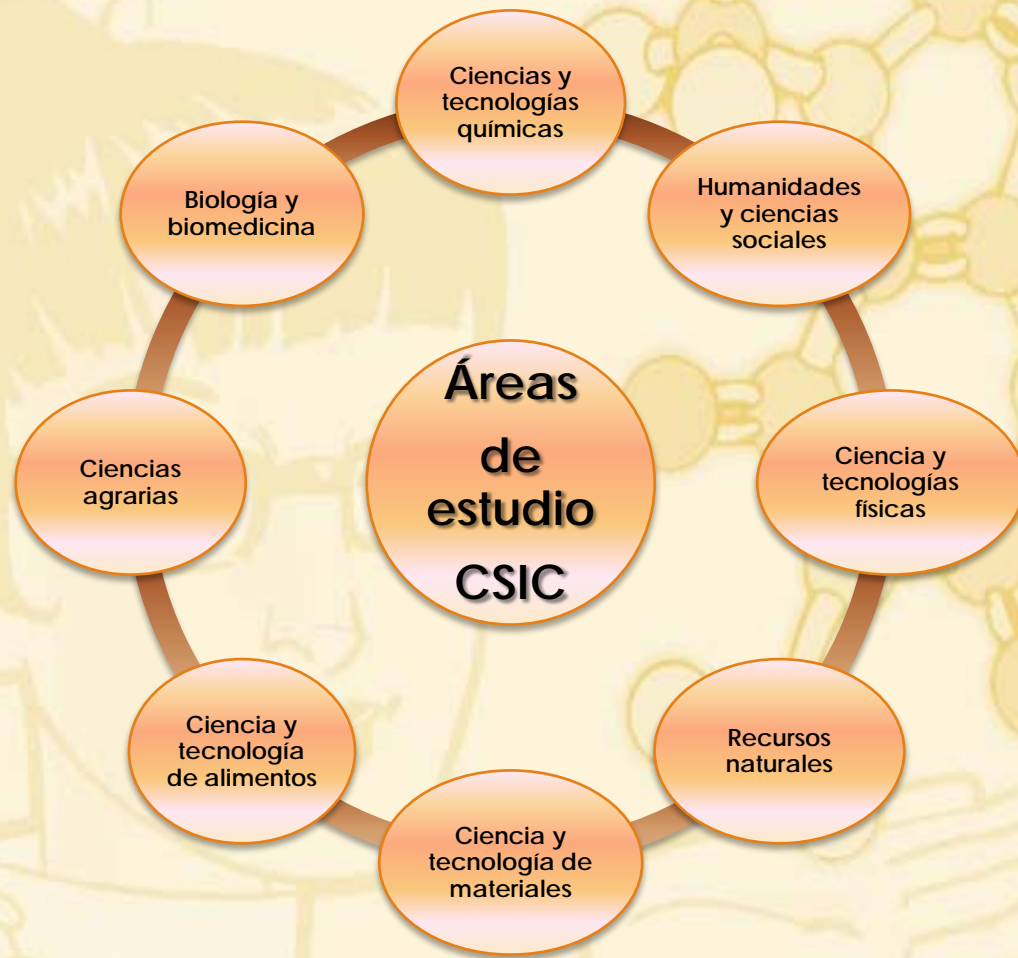 Ciencias y
tecnologías
químicas
Humanidades
y ciencias
sociales
Ciencia y
tecnologías
físicas
Recursos
naturales
Ciencia y
tecnología de
materiales
Ciencia y
tecnología
de alimentos
Ciencias
agrarias
Biología y
biomedicina
Áreas
de
estudio
CSIC